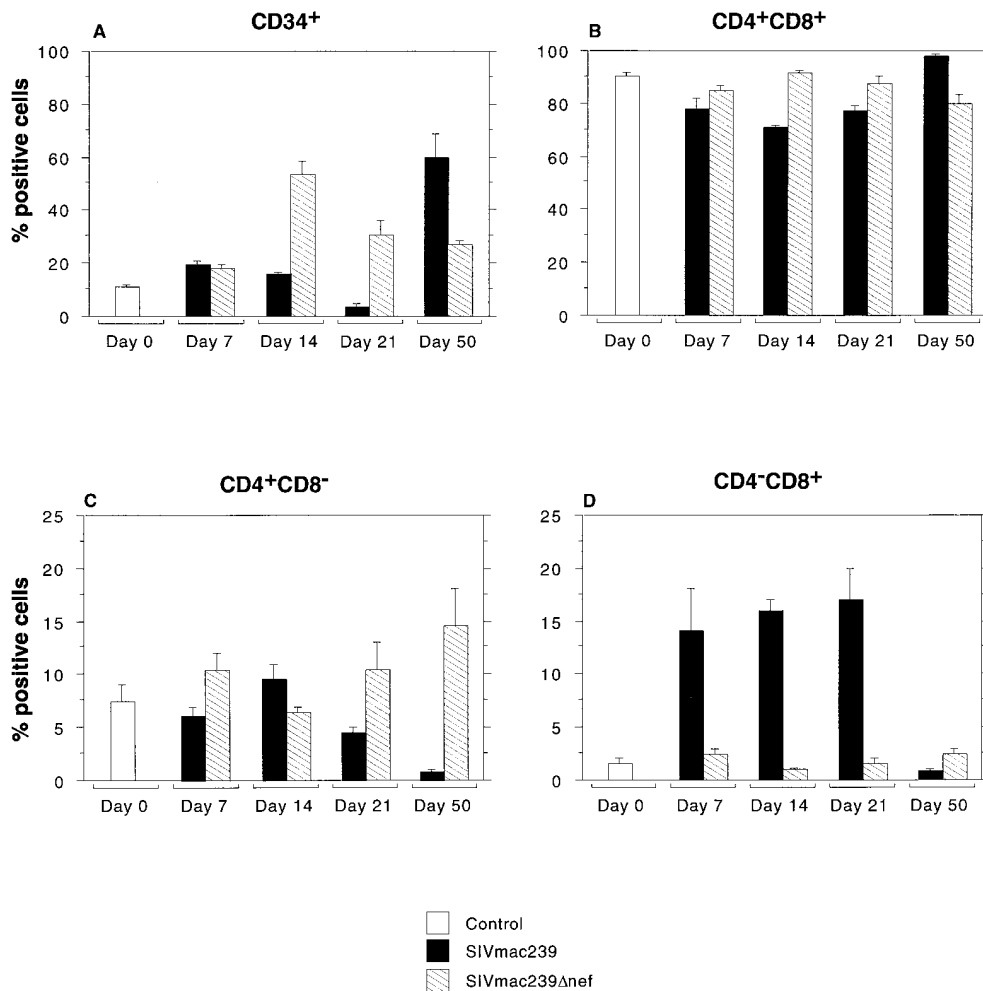 A
CD34+
% positive cells
100
80
60
40
20
0
Day 0 Day 7 Day 14 Day 21 Day 50
B
CD4+CD8+
100
80
60
40
20
0
Day 0 Day 7 Day 14 Day 21 Day 50
C
CD4+CD8-
% positive cells
25
20
15
10
5
0
Day 0 Day 7 Day 14 Day 21 Day 50
D
CD4-CD8+
25
20
15
10
5
0
Day 0 Day 7 Day 14 Day 21 Day 50
Control
SIVmac239
SIVmac239Δnef